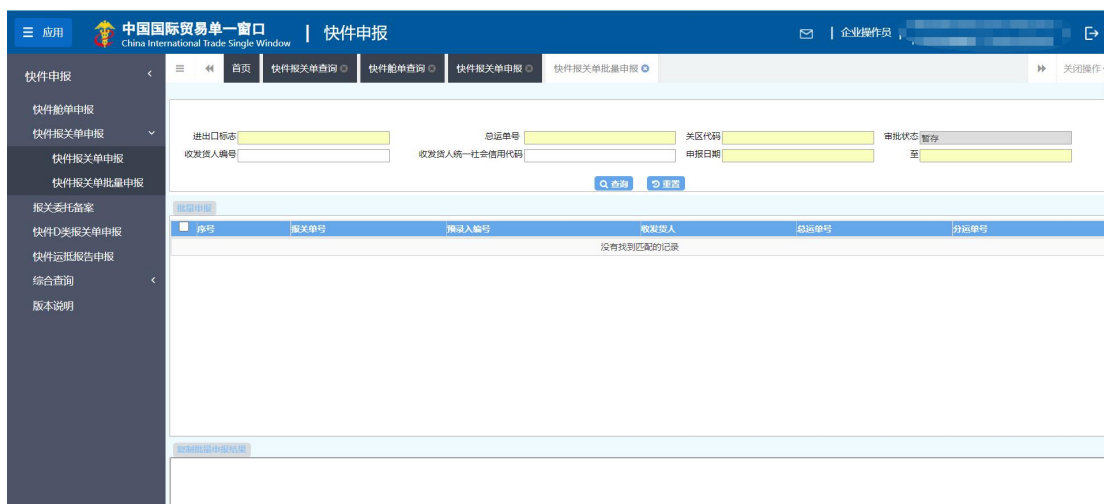 应用
中国国际贸易单一窗口
China International Trade Single Window
快件申报
企业操作员
快件申报
首页
快件报关单查询
快件舱单查询
快件报关单申报
快件报关单批量申报
关闭操作
快件舱单申报
快件报关单申报
快件报关单申报
快件报关单批量申报
报关委托备案
快件D类报关单申报
快件运抵报告申报
综合查询
版本说明
进出口标志
总运单号
关区代码
审批状态 暂存
收发货人编号
收发货人统一社会信用代码
申报日期
至
查询
重置
批量申报
序号 报关单号 预录入编号 收发货人 总运单号 分运单号
没有找到匹配的记录
复制批量申报结果